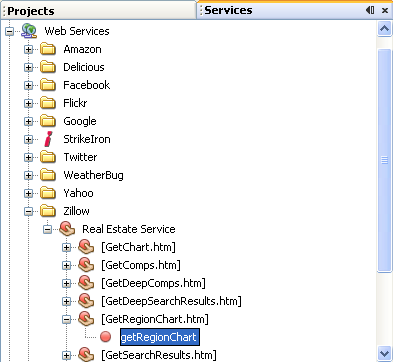 Projects
Services
Web Services
Amazon
Delicious
Facebook
Flickr
Google
StrikeIron
Twitter
WeatherBug
Yahoo
Zillow
Real Estate Service
[GetChart.htm]
[GetComps.htm]
[GetDeepComps.htm]
[GetDeepSearchResults.htm]
[GetRegionChart.htm]
getRegionChart
[GetSearchResults.htm]